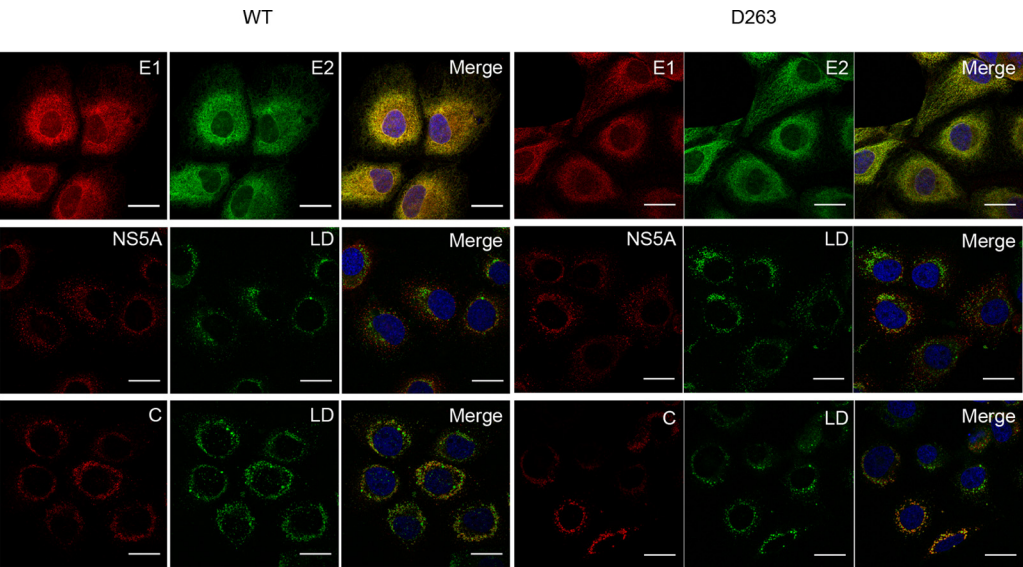 WT D263
E1 E2 Merge E1 E2 Merge
NS5A LD Merge NS5A LD Merge
C LD Merge C LD Merge